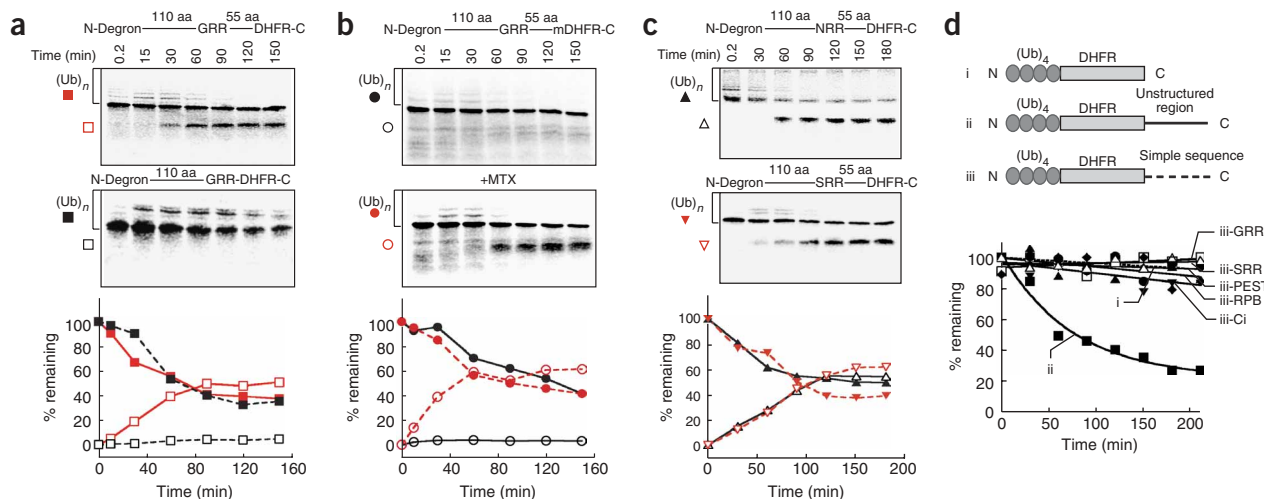 a
110 aa 55 aa
N-Degron GRR DHFR-C
Time (min) 0.2 15 30 60 90 120 150
(Ub)n
110 aa
N-Degron GRR-DHFR-C
(Ub)n
% remaining
100
80
60
40
20
0
0 40 80 120 160
Time (min)
b
110 aa 55 aa
N-Degron GRR mDHFR-C
0.2 15 30 60 90 120 150
(Ub)n
+MTX
(Ub)n
% remaining
100
80
60
40
20
0
0 40 80 120 160
Time (min)
c
110 aa 55 aa
N-Degron NRR DHFR-C
Time (min) 0.2 30 60 90 120 150 180
(Ub)n
110 aa 55 aa
N-Degron SRR DHFR-C
(Ub)n
% remaining
100
80
60
40
20
0
0 50 100 150 200
Time (min)
d
(Ub)4 DHFR
i N C
(Ub)4 DHFR Unstructured region
ii N C
(Ub)4 DHFR Simple sequence
iii N C
% remaining
100
80
60
40
20
0
0 50 100 150 200
Time (min)
iii-GRR
iii-SRR
iii-PEST
iii-RPB
iii-Ci
i
ii